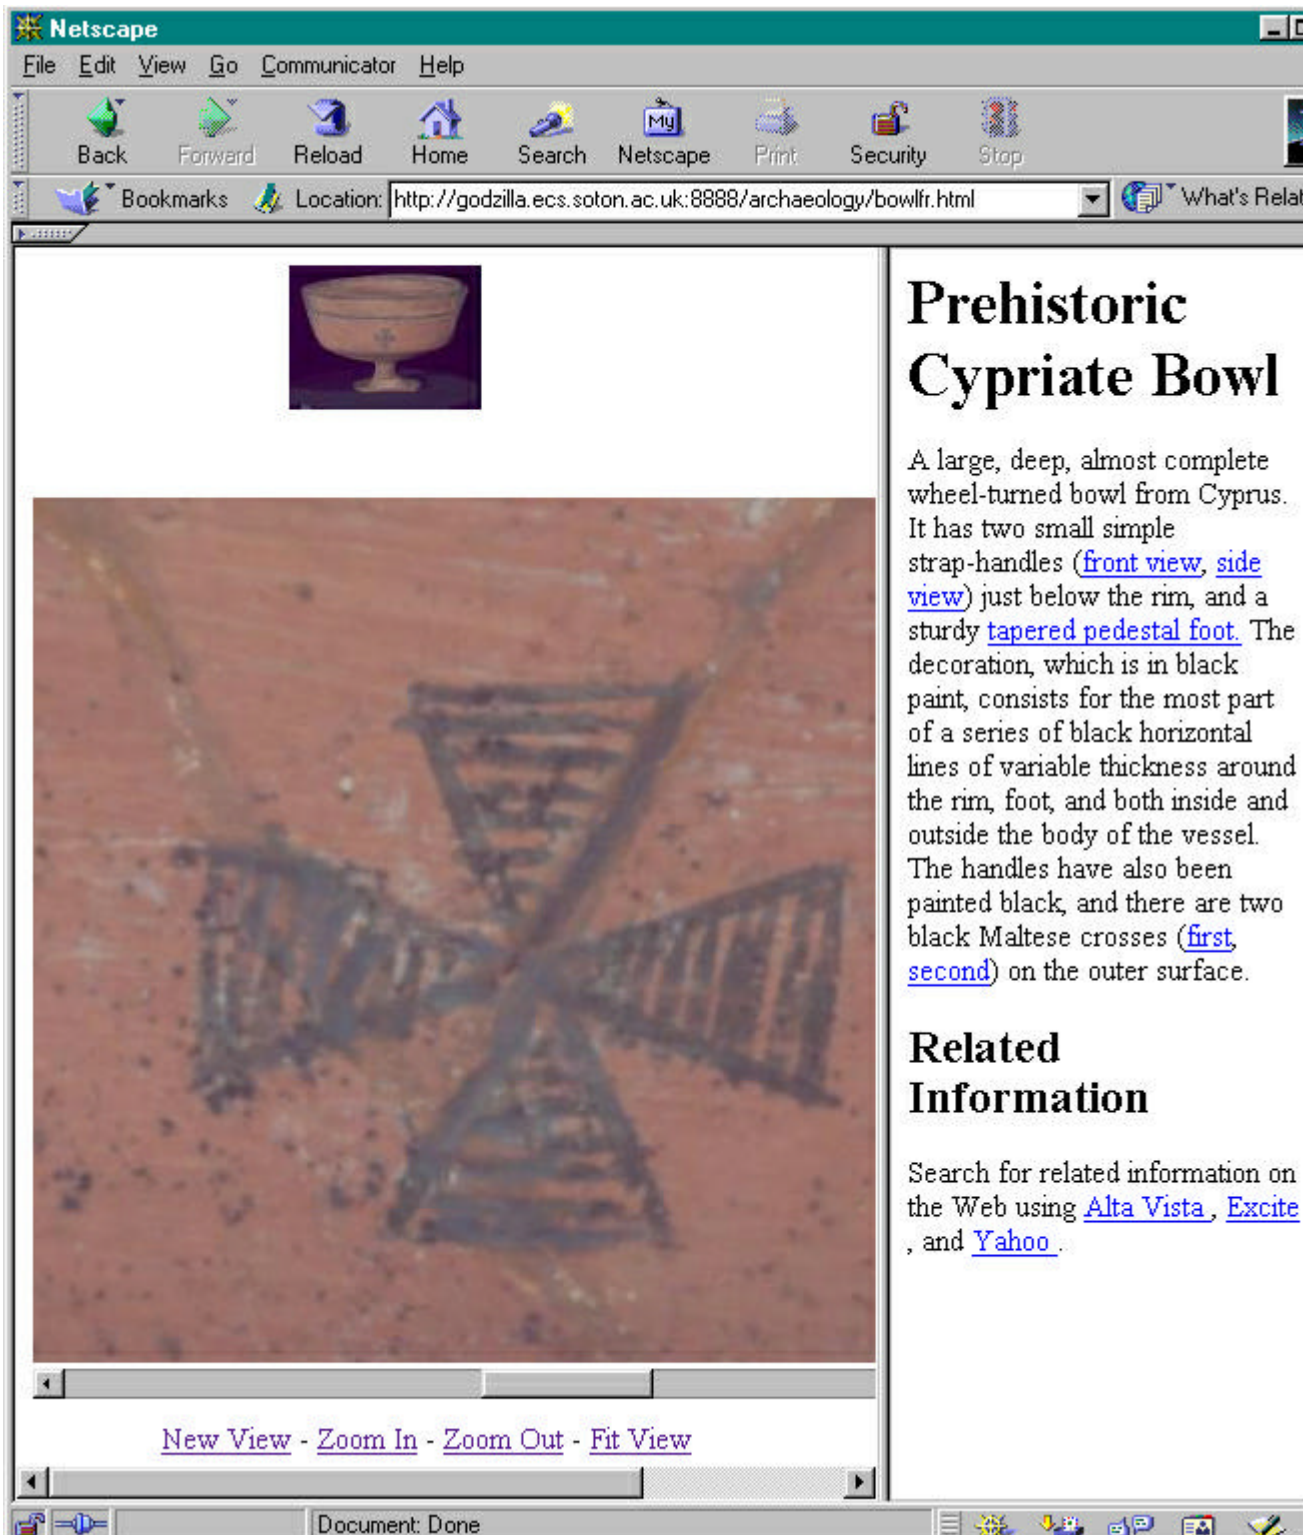 Netscape
File Edit View Go Communicator Help
Back Forward Reload Home Search Netscape Print Security Stop
My
Bookmarks Location: http://godzilla.ecs.soton.ac.uk:8888/archaeology/bowlfr.html What's Relat
Prehistoric
Cypriate Bowl
A large, deep, almost complete
wheel-turned bowl from Cyprus.
It has two small simple
strap-handles (front view, side
view) just below the rim, and a
sturdy tapered pedestal foot. The
decoration, which is in black
paint, consists for the most part
of a series of black horizontal
lines of variable thickness around
the rim, foot, and both inside and
outside the body of the vessel.
The handles have also been
painted black, and there are two
black Maltese crosses (first,
second) on the outer surface.
Related
Information
Search for related information on
the Web using Alta Vista , Excite
, and Yahoo .
New View - Zoom In - Zoom Out - Fit View
Document: Done